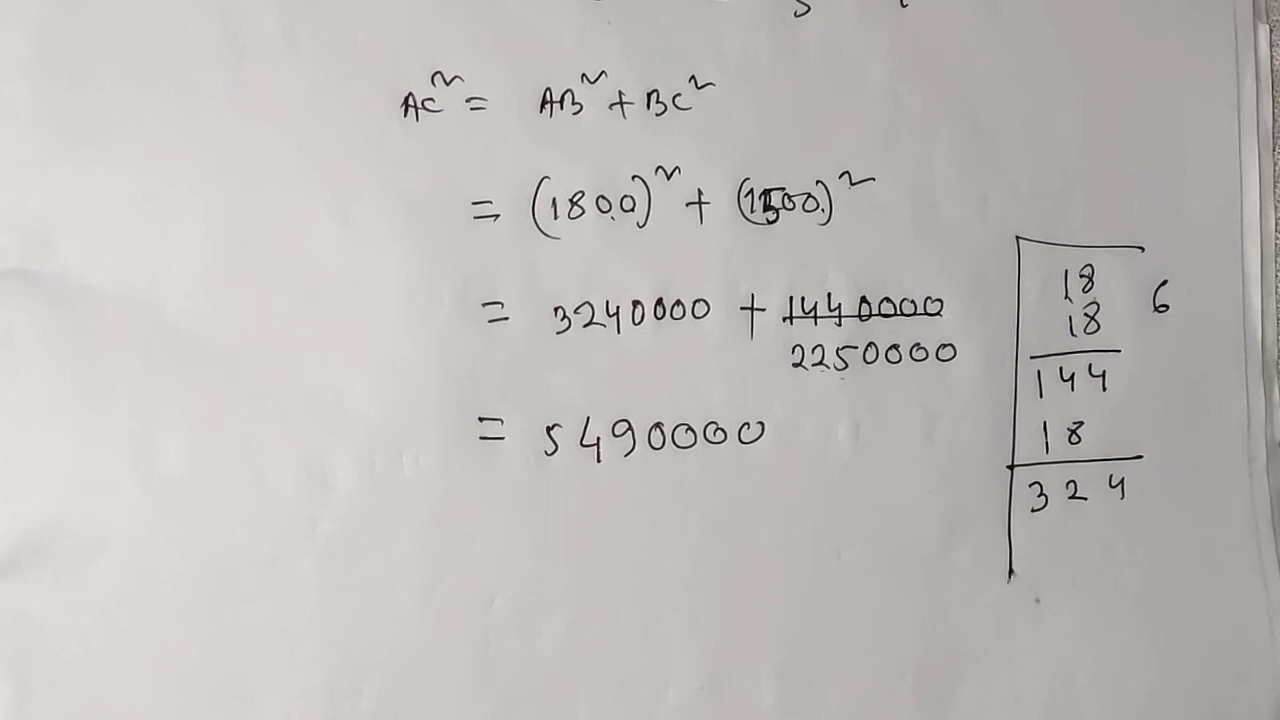 AC² = AB² + BC²
= (1800)² + (1500)²
= 3240000 + 1440000
2250000
= 5490000
18
18
6
144
18
324